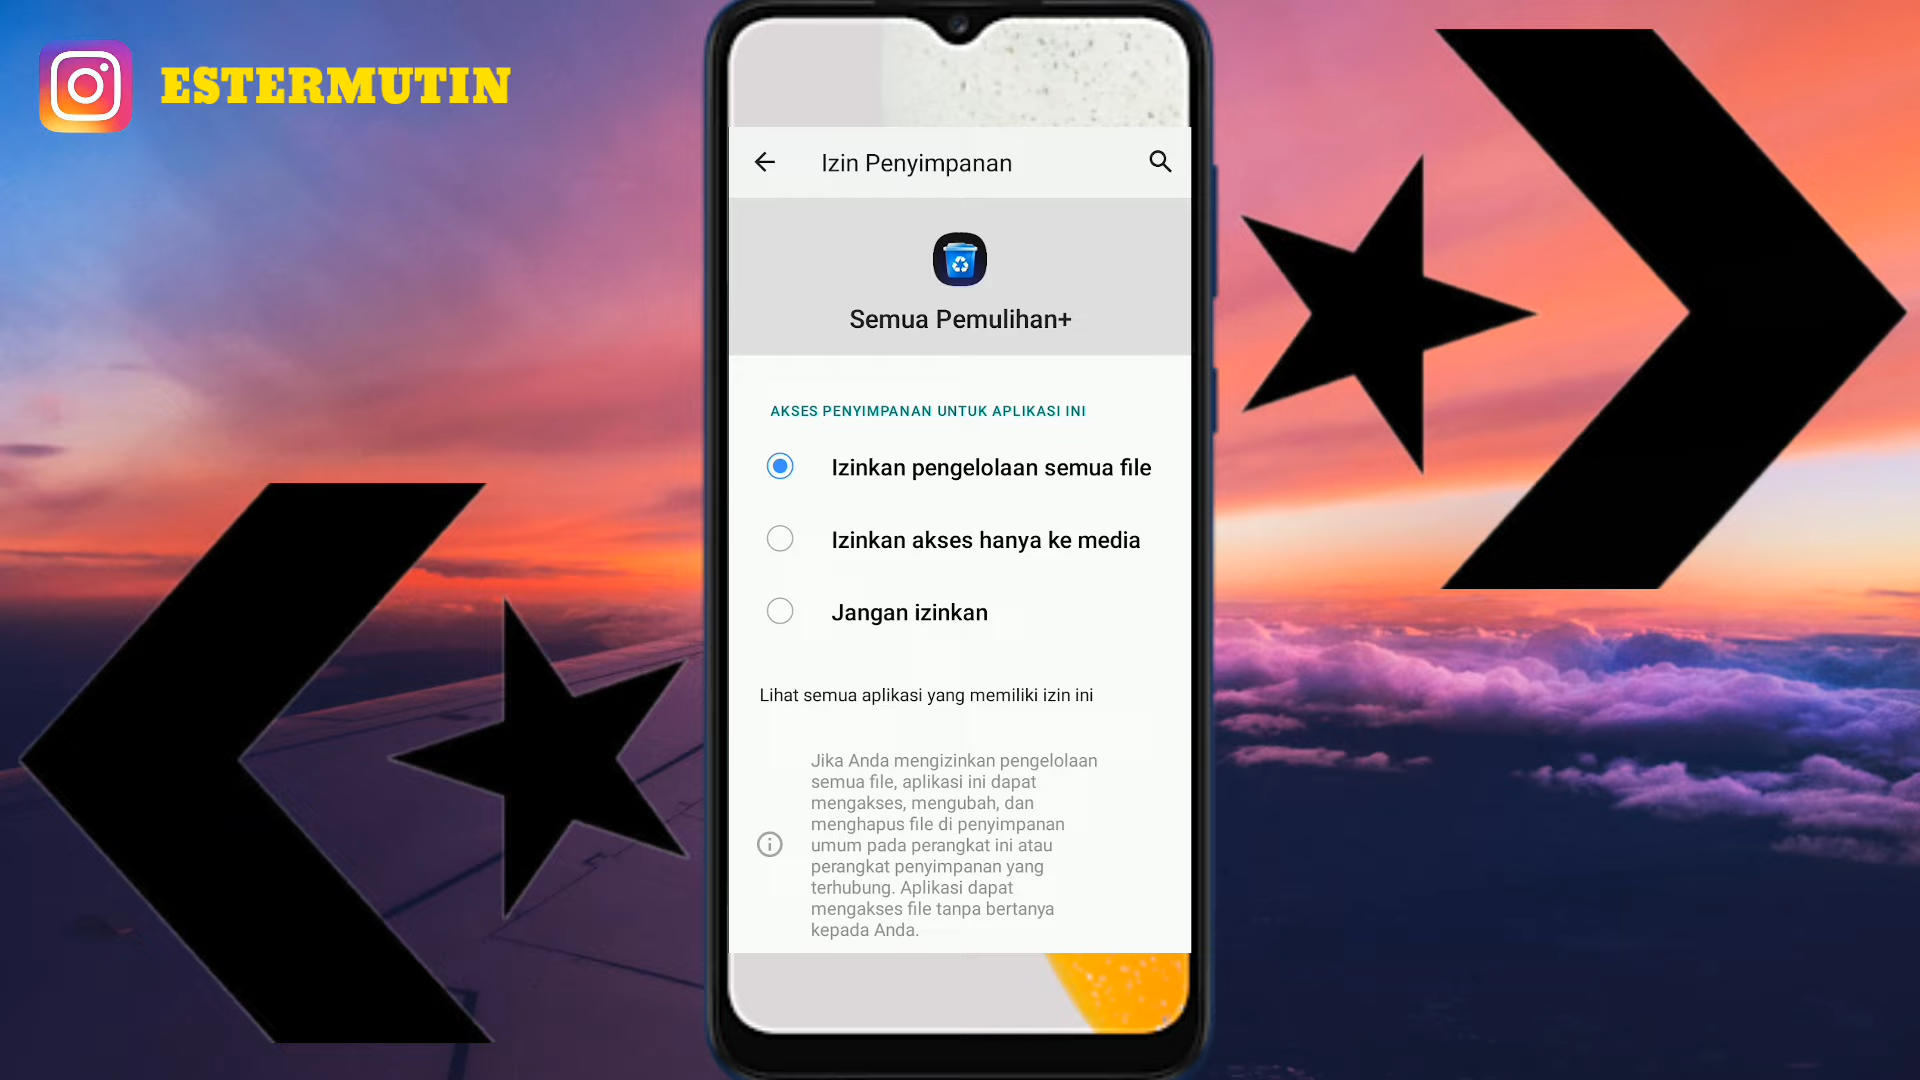 ESTERMUTIN
Izin Penyimpanan
Semua Pemulihan+
AKSES PENYIMPANAN UNTUK APLIKASI INI
Izinkan pengelolaan semua file
Izinkan akses hanya ke media
Jangan izinkan
Lihat semua aplikasi yang memiliki izin ini
Jika Anda mengizinkan pengelolaan
semua file, aplikasi ini dapat
mengakses, mengubah, dan
menghapus file di penyimpanan
umum pada perangkat ini atau
perangkat penyimpanan yang
terhubung. Aplikasi dapat
mengakses file tanpa bertanya
kepada Anda.